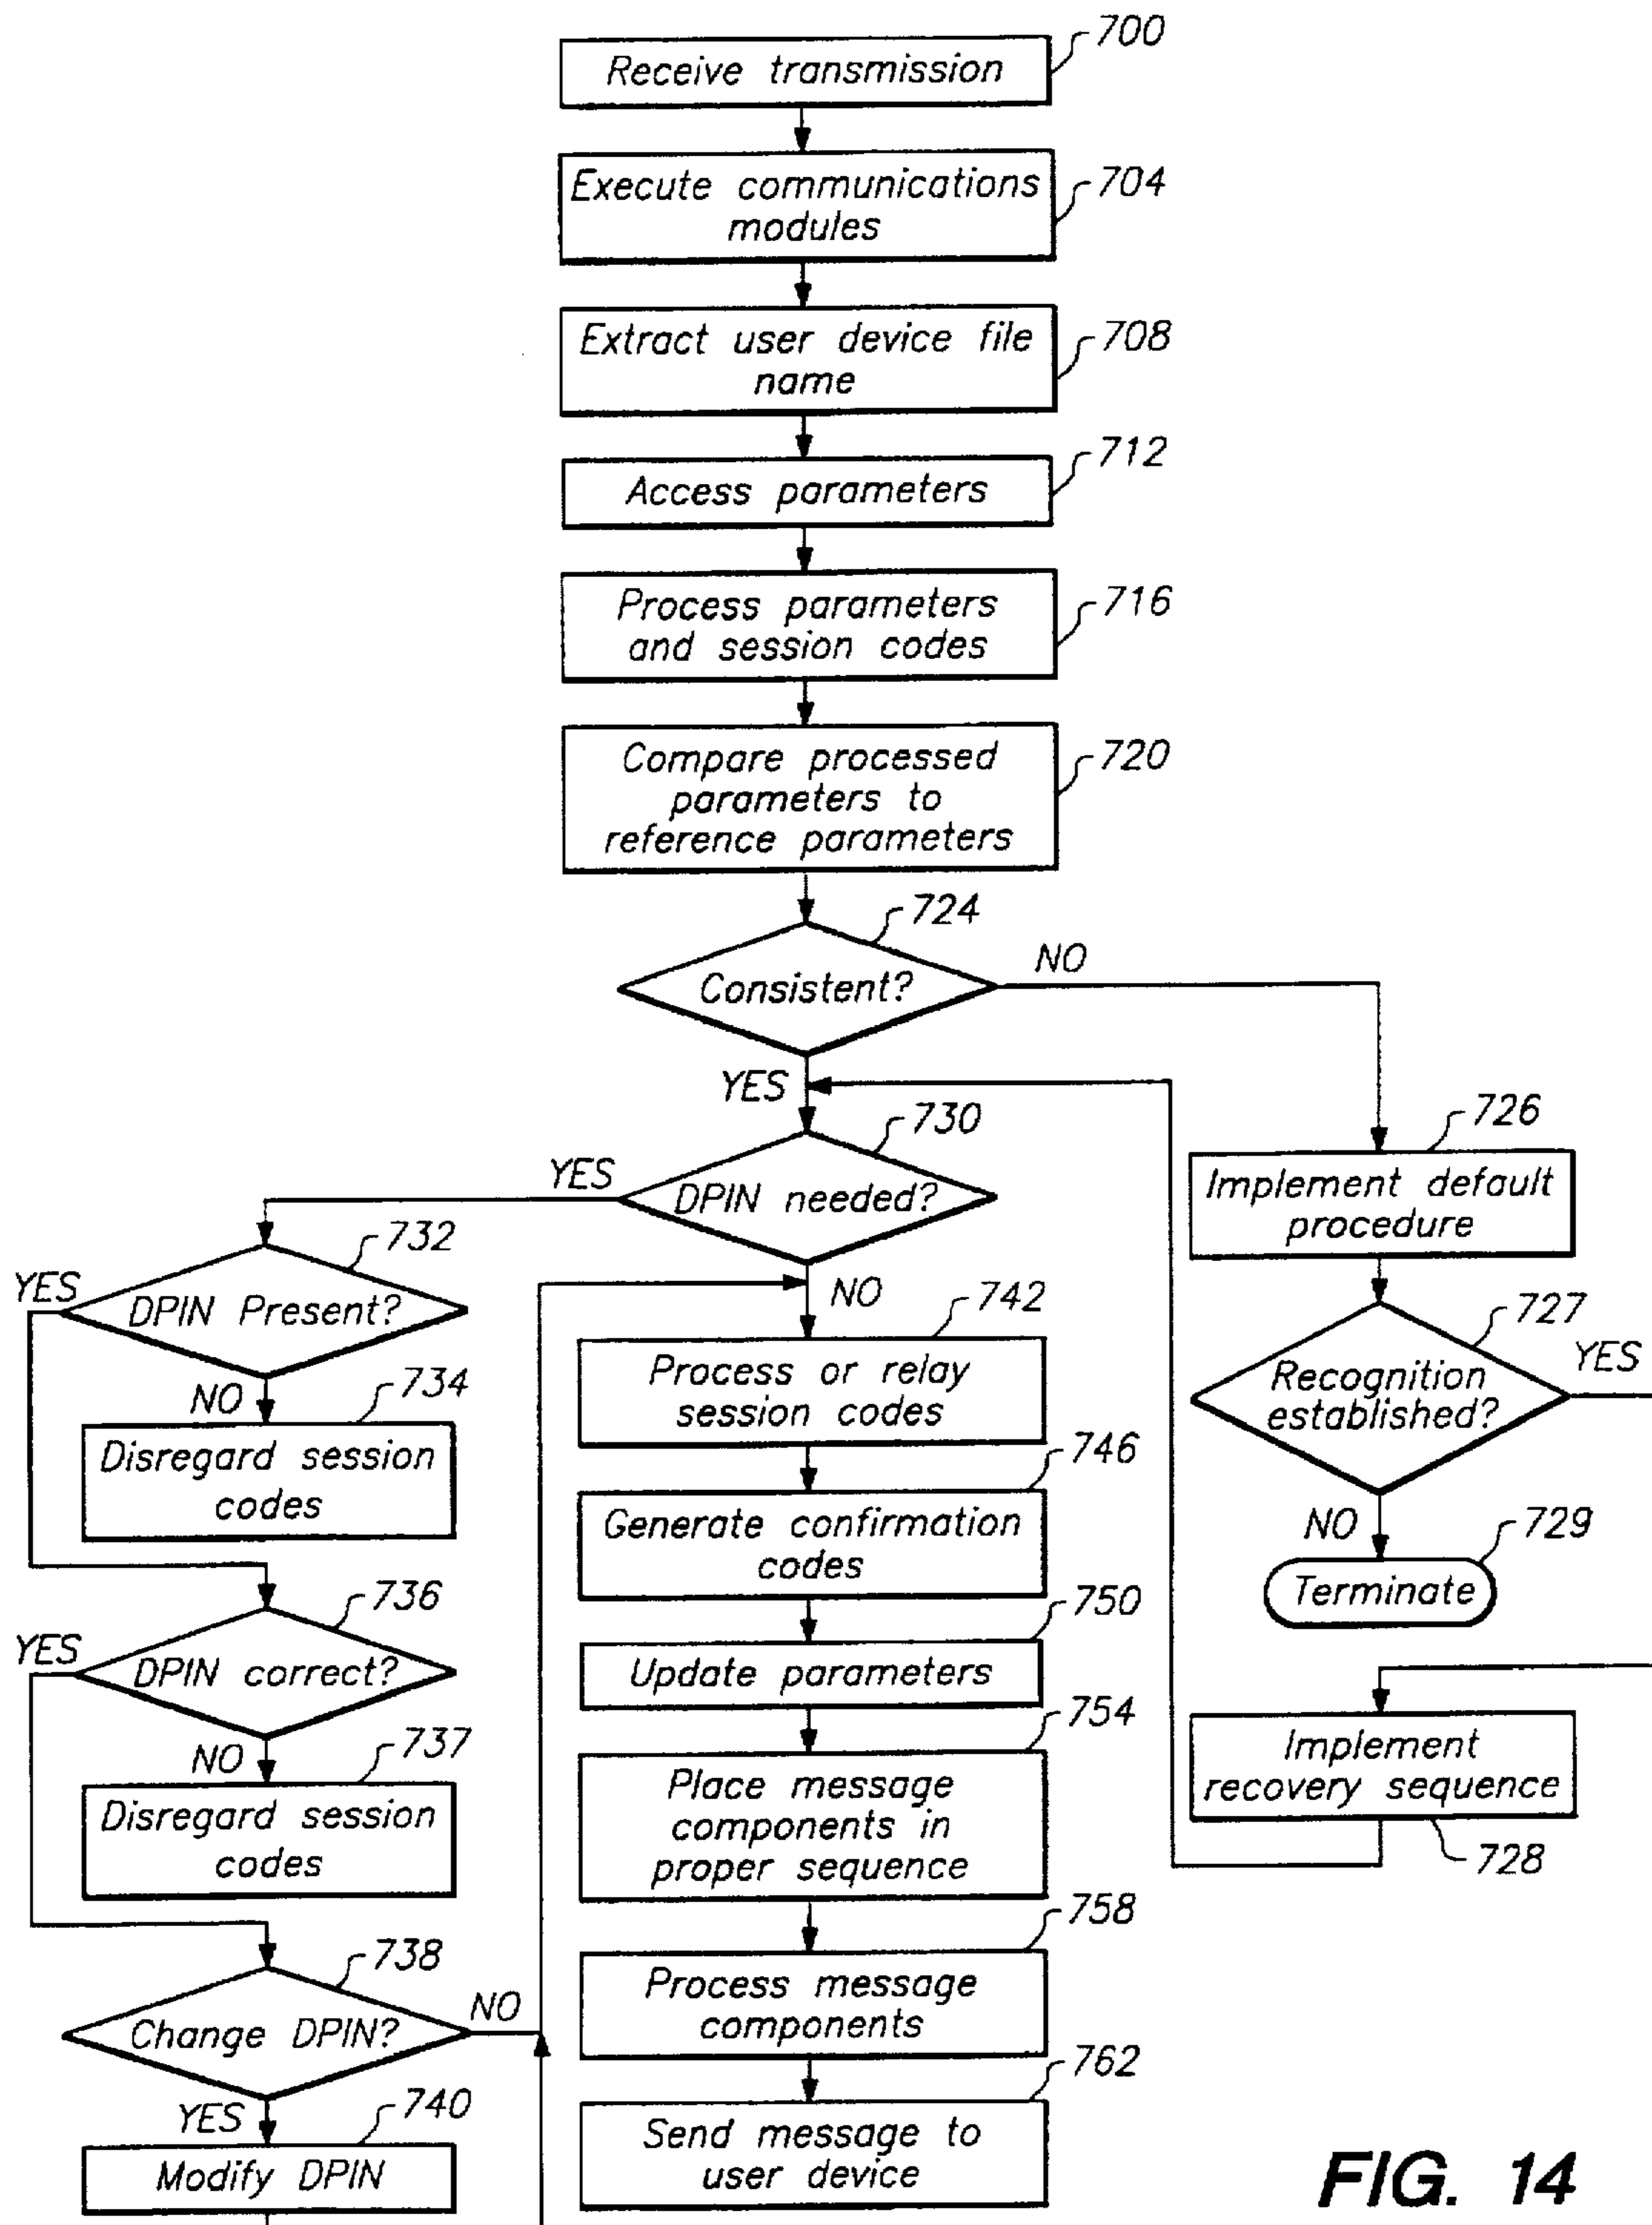 700
Receive transmission
704
Execute communications
modules
708
Extract user device file
name
712
Access parameters
716
Process parameters
and session codes
720
Compare processed
parameters to
reference parameters
724
Consistent?
NO
YES
726
Implement default
procedure
727
Recognition
established?
YES
NO
729
Terminate
Implement
recovery sequence
728
730
DPIN needed?
YES
NO
732
DPIN Present?
YES
NO
734
Disregard session
codes
736
DPIN correct?
YES
NO
737
Disregard session
codes
738
Change DPIN?
NO
YES
740
Modify DPIN
742
Process or relay
session codes
746
Generate confirmation
codes
750
Update parameters
754
Place message
components in
proper sequence
758
Process message
components
762
Send message to
user device
FIG. 14